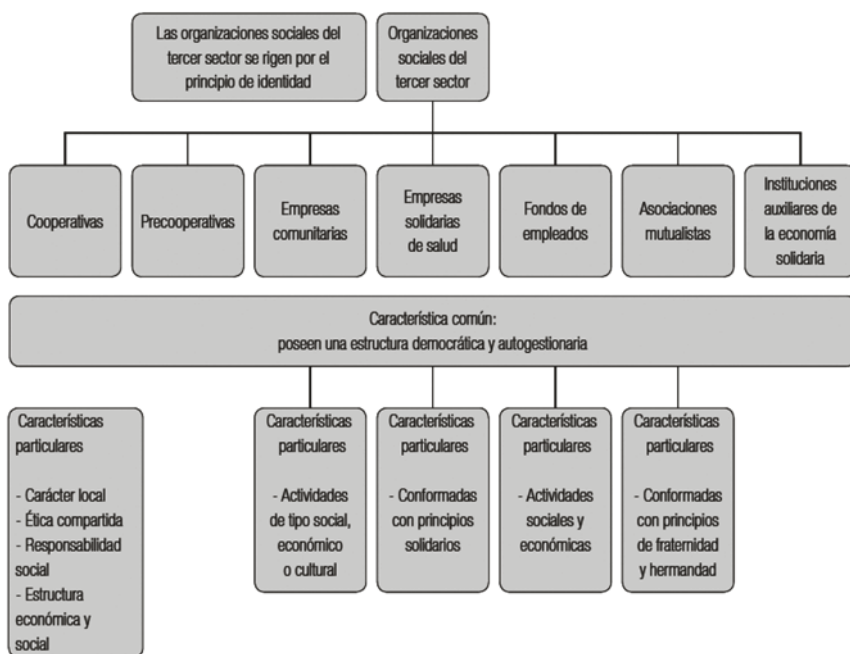 Las organizaciones sociales del
tercer sector se rigen por el
principio de identidad
Organizaciones
sociales del
tercer sector
Cooperativas
Precooperativas
Empresas
comunitarias
Empresas
solidarias
de salud
Fondos de
empleados
Asociaciones
mutualistas
Instituciones
auxiliares de
la economía
solidaria
Característica común:
poseen una estructura democrática y autogestionaria
Características
particulares
- Carácter local
- Ética compartida
- Responsabilidad
social
- Estructura
económica y
social
Características
particulares
- Actividades
de tipo social,
económico
o cultural
Características
particulares
- Conformadas
con principios
solidarios
Características
particulares
- Actividades
sociales y
económicas
Características
particulares
- Conformadas
con principios
de fraternidad
y hermandad